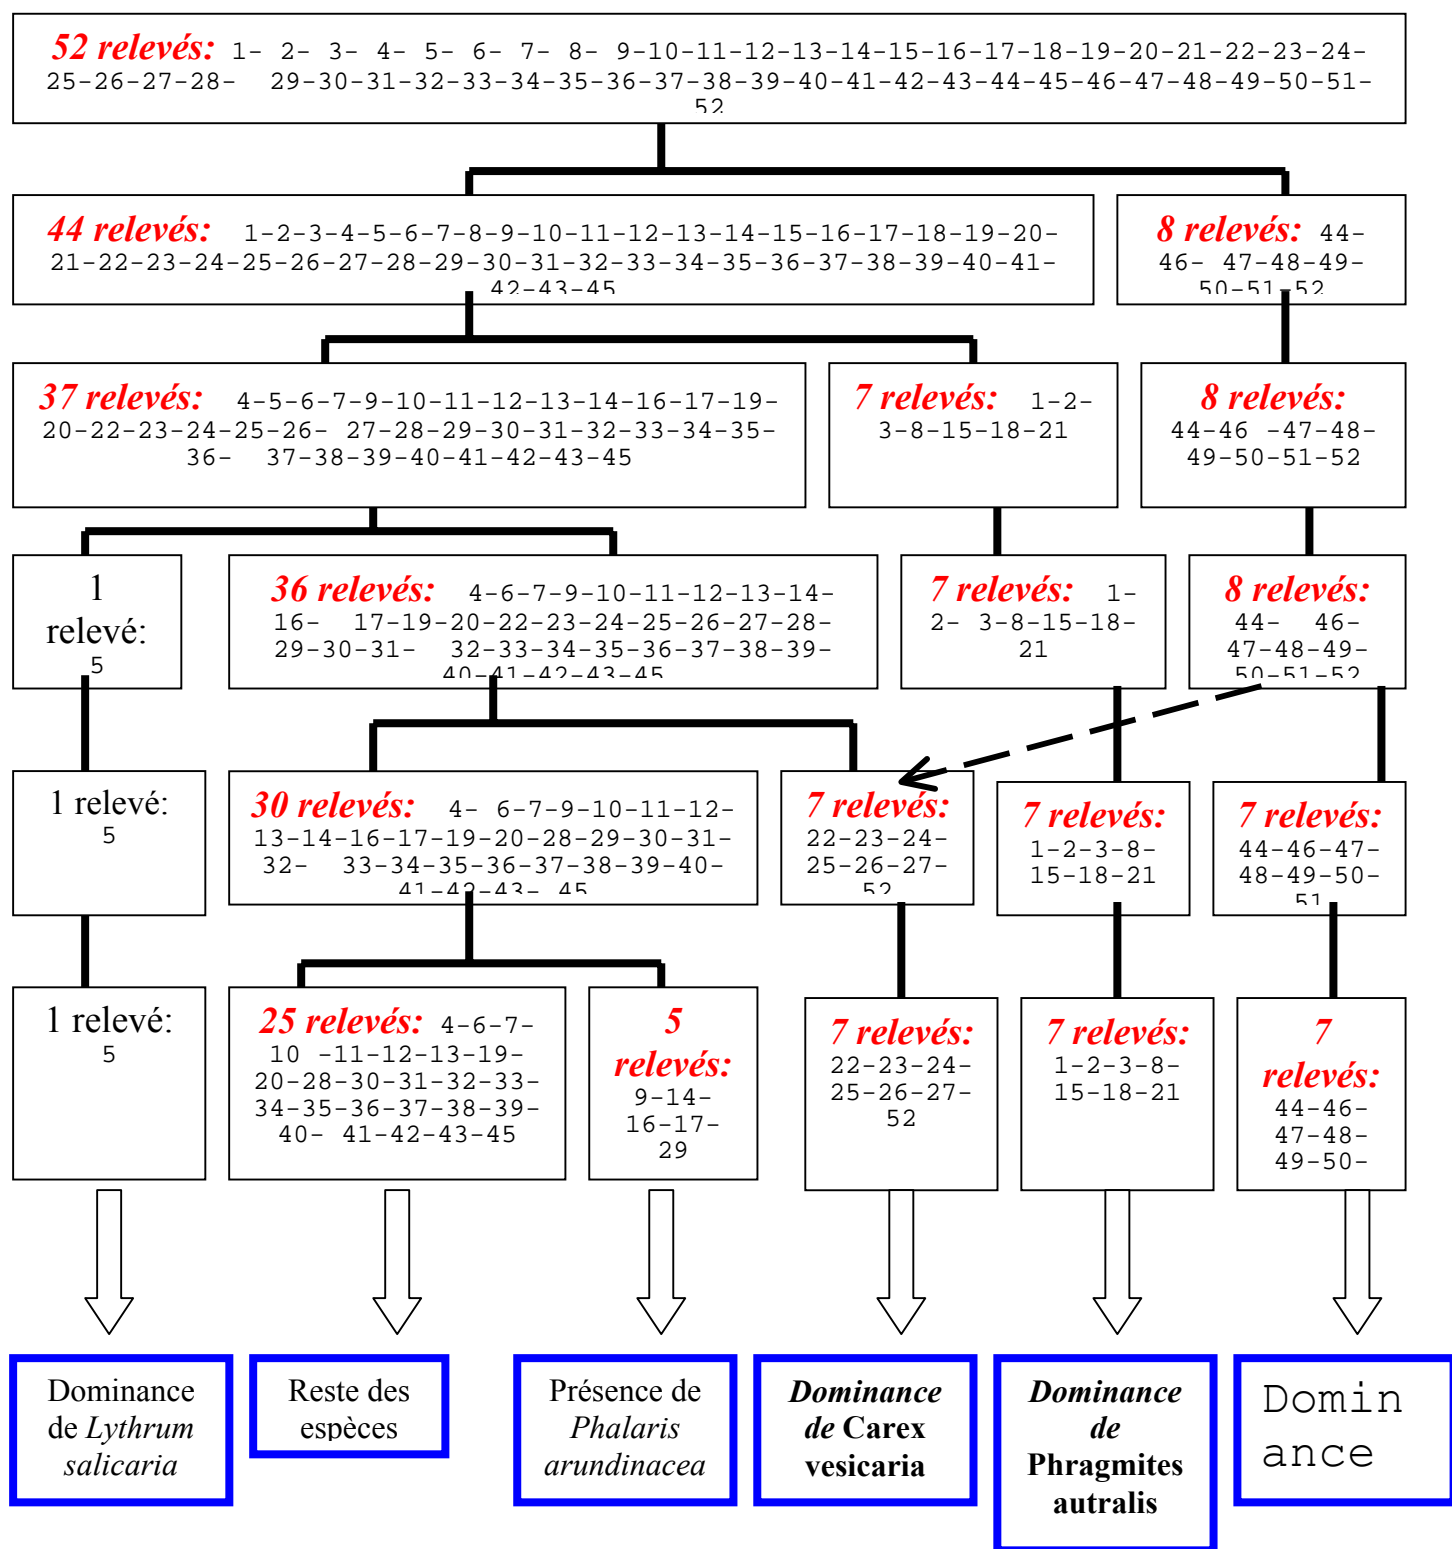 52 relevés: 1- 2- 3- 4- 5- 6- 7- 8- 9-10-11-12-13-14-15-16-17-18-19-20-21-22-23-24-
25-26-27-28- 29-30-31-32-33-34-35-36-37-38-39-40-41-42-43-44-45-46-47-48-49-50-51-
52
44 relevés: 1-2-3-4-5-6-7-8-9-10-11-12-13-14-15-16-17-18-19-20-
21-22-23-24-25-26-27-28-29-30-31-32-33-34-35-36-37-38-39-40-41-
42-43-45
8 relevés: 44-
46- 47-48-49-
50-51-52
37 relevés: 4-5-6-7-9-10-11-12-13-14-16-17-19-
20-22-23-24-25-26- 27-28-29-30-31-32-33-34-35-
36- 37-38-39-40-41-42-43-45
7 relevés: 1-2-
3-8-15-18-21
8 relevés:
44-46 -47-48-
49-50-51-52
1
relevé:
5
36 relevés: 4-6-7-9-10-11-12-13-14-
16- 17-19-20-22-23-24-25-26-27-28-
29-30-31- 32-33-34-35-36-37-38-39-
40-41-42-43-45
7 relevés: 1-
2- 3-8-15-18-
21
8 relevés:
44- 46-
47-48-49-
50-51-52
1 relevé:
5
30 relevés: 4- 6-7-9-10-11-12-
13-14-16-17-19-20-28-29-30-31-
32- 33-34-35-36-37-38-39-40-
41-42-43- 45
7 relevés:
22-23-24-
25-26-27-
52
7 relevés:
1-2-3-8-
15-18-21
7 relevés:
44-46-47-
48-49-50-
51
1 relevé:
5
25 relevés: 4-6-7-
10 -11-12-13-19-
20-28-30-31-32-33-
34-35-36-37-38-39-
40- 41-42-43-45
5
relevés:
9-14-
16-17-
29
7 relevés:
22-23-24-
25-26-27-
52
7 relevés:
1-2-3-8-
15-18-21
7
relevés:
44-46-
47-48-
49-50-
Dominance
de Lythrum
salicaria
Reste des
espèces
Présence de
Phalaris
arundinacea
Dominance
de Carex
vesicaria
Dominance
de
Phragmites
autralis
Domin
ance